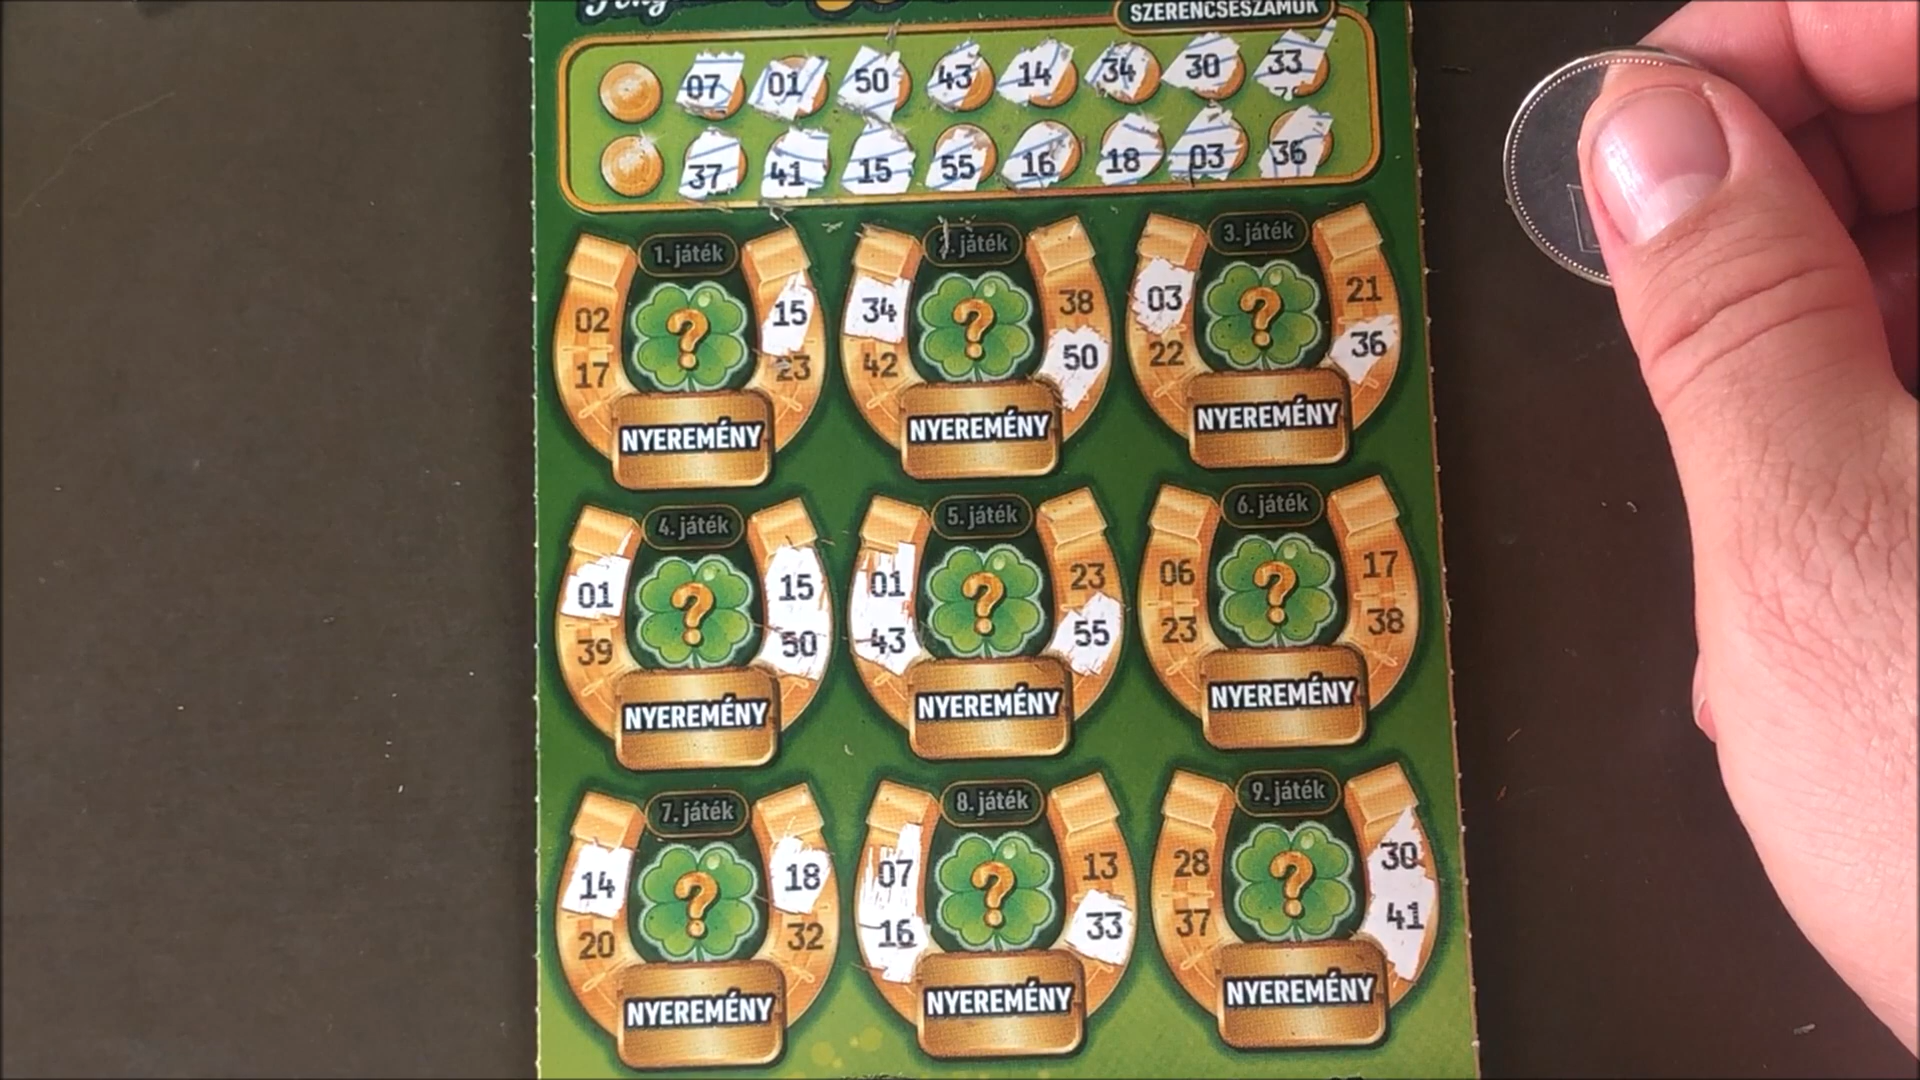 SZERENCSESZÁMOK
07 01 50 43 14 34 30 33
37 41 15 55 16 18 03 36
1. játék
02 15
17 23
NYEREMÉNY
2. játék
34 38
42 50
NYEREMÉNY
3. játék
03 21
22 36
NYEREMÉNY
4. játék
01 15
39 50
NYEREMÉNY
5. játék
01 23
43 55
NYEREMÉNY
6. játék
06 17
23 38
NYEREMÉNY
7. játék
14 18
20 32
NYEREMÉNY
8. játék
07 13
16 33
NYEREMÉNY
9. játék
28 30
37 41
NYEREMÉNY